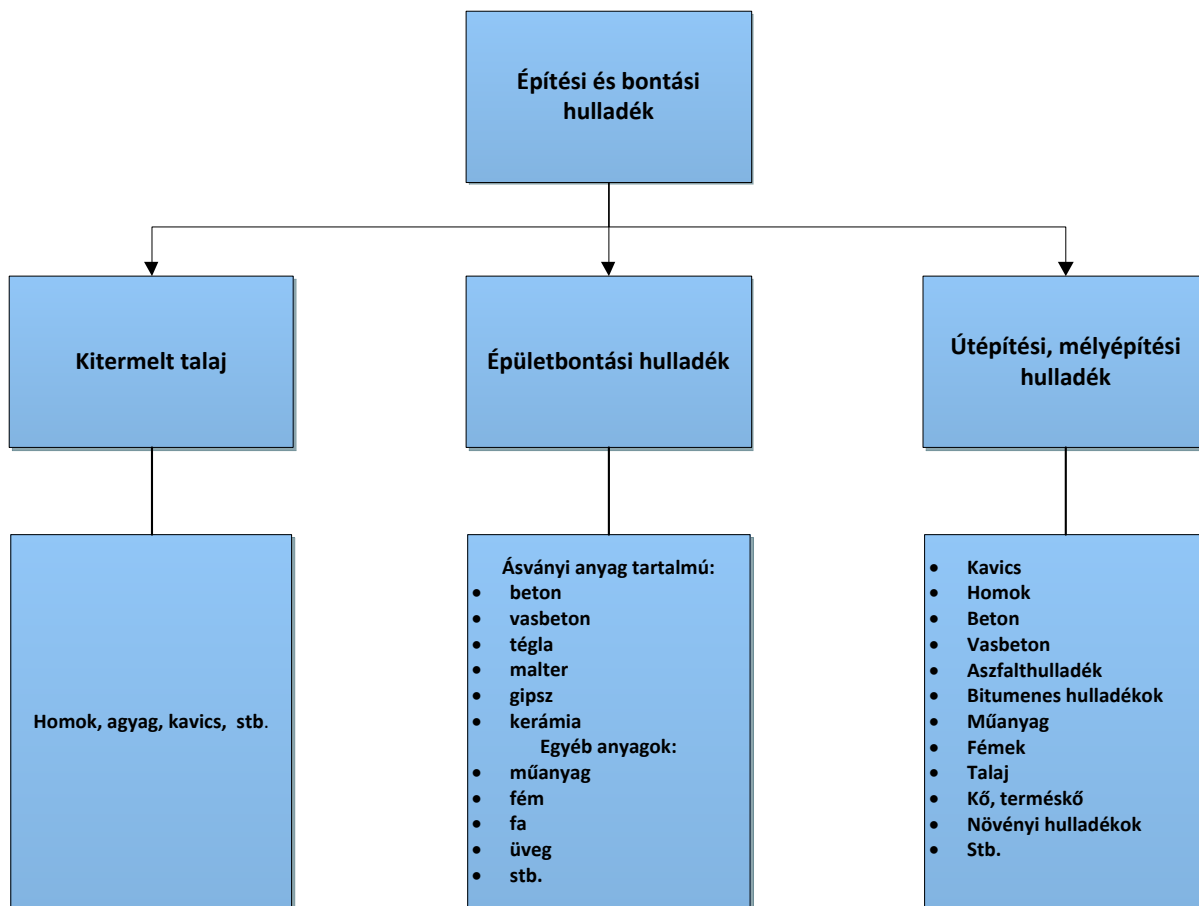 Építési és bontási
hulladék
Kitermelt talaj
Épületbontási hulladék
Útépítési, mélyépítési
hulladék
Homok, agyag, kavics, stb.
Ásványi anyag tartalmú:
• beton
• vasbeton
• tégla
• malter
• gipsz
• kerámia
Egyéb anyagok:
• műanyag
• fém
• fa
• üveg
• stb.
• Kavics
• Homok
• Beton
• Vasbeton
• Aszfalthulladék
• Bitumenes hulladékok
• Műanyag
• Fémek
• Talaj
• Kő, terméskő
• Növényi hulladékok
• Stb.